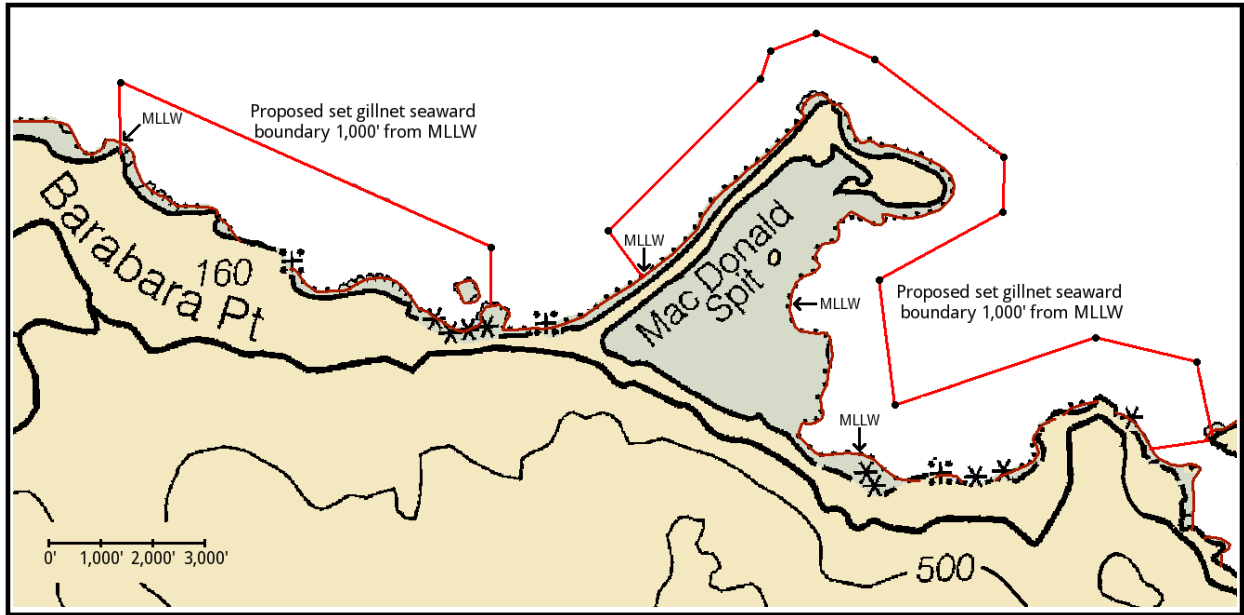 Proposed set gillnet seaward
boundary 1,000' from MLLW
MLLW
Barabara Pt
160
MLLW
Mac Donald
Spit
MLLW
Proposed set gillnet seaward
boundary 1,000' from MLLW
MLLW
0' 1,000' 2,000' 3,000'
500